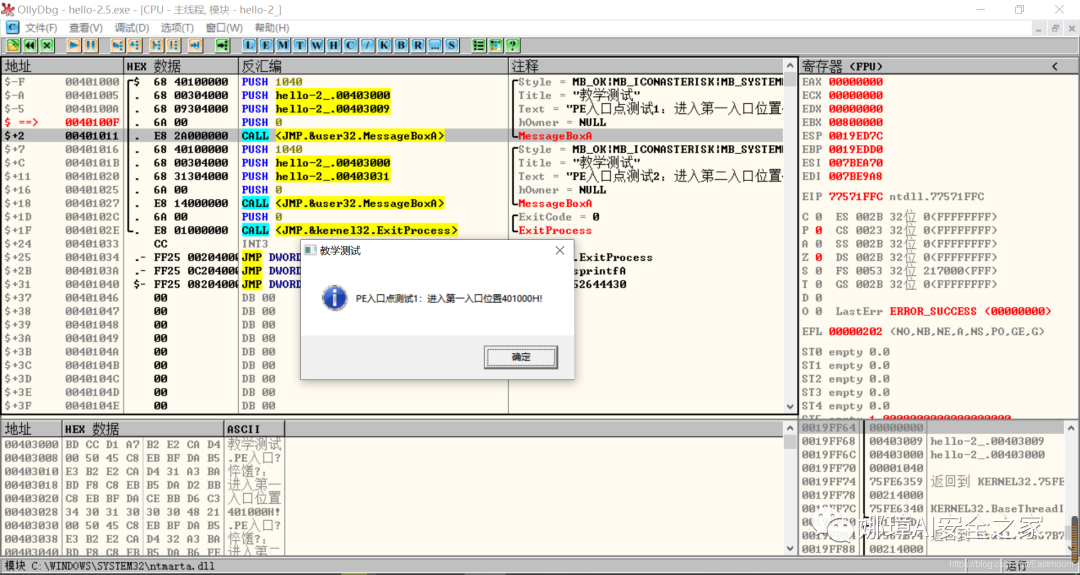 OllyDbg - hello-2.5.exe - [CPU - 主线程, 模块 - hello-2_]
C 文件(F) 查看(V) 调试(D) 选项(T) 窗口(W) 帮助(H)
L E M T W H C / K B R ... S ?
地址 HEX 数据 反汇编 注释 寄存器 (FPU) <
$-F 00401000 ┌$ 68 40100000 PUSH 1040 ┌Style = MB_OK|MB_ICONASTERISK|MB_SYSTEM
$-A 00401005 . 68 00304000 PUSH hello-2_.00403000 Title = "教学测试"
$-5 0040100A . 68 09304000 PUSH hello-2_.00403009 Text = "PE入口点测试1：进入第一入口位置
$ ==> 0040100F . 6A 00 PUSH 0 hOwner = NULL
$+2 00401011 . E8 2A000000 CALL <JMP.&user32.MessageBoxA> └MessageBoxA
$+7 00401016 . 68 40100000 PUSH 1040 ┌Style = MB_OK|MB_ICONASTERISK|MB_SYSTEM
$+C 0040101B . 68 00304000 PUSH hello-2_.00403000 Title = "教学测试"
$+11 00401020 . 68 31304000 PUSH hello-2_.00403031 Text = "PE入口点测试2：进入第二入口位置
$+16 00401025 . 6A 00 PUSH 0 hOwner = NULL
$+18 00401027 . E8 14000000 CALL <JMP.&user32.MessageBoxA> └MessageBoxA
$+1D 0040102C . 6A 00 PUSH 0 ┌ExitCode = 0
$+1F 0040102E └. E8 01000000 CALL <JMP.&kernel32.ExitProcess> └ExitProcess
$+24 00401033 CC INT3
$+25 00401034 .- FF25 00204000 JMP DWORD .ExitProcess
$+2B 0040103A .- FF25 0C204000 JMP DWORD sprintfA
$+31 00401040 $- FF25 08204000 JMP DWORD 52644430
$+37 00401046 00 DB 00
$+38 00401047 00 DB 00
$+39 00401048 00 DB 00
$+3A 00401049 00 DB 00
$+3B 0040104A 00 DB 00
$+3C 0040104B 00 DB 00
$+3D 0040104C 00 DB 00
$+3E 0040104D 00 DB 00
$+3F 0040104E 00 DB 00
教学测试
PE入口点测试1：进入第一入口位置401000H!
确定
EAX 00000000
ECX 00000000
EDX 00000000
EBX 00800000
ESP 0019ED7C
EBP 0019EDD0
ESI 007BEA70
EDI 007BE9A8
EIP 77571FFC ntdll.77571FFC
C 0 ES 002B 32位 0(FFFFFFFF)
P 0 CS 0023 32位 0(FFFFFFFF)
A 0 SS 002B 32位 0(FFFFFFFF)
Z 0 DS 002B 32位 0(FFFFFFFF)
S 0 FS 0053 32位 217000(FFF)
T 0 GS 002B 32位 0(FFFFFFFF)
D 0
O 0 LastErr ERROR_SUCCESS (00000000)
EFL 00000202 (NO,NB,NE,A,NS,PO,GE,G)
ST0 empty 0.0
ST1 empty 0.0
ST2 empty 0.0
ST3 empty 0.0
ST4 empty 0.0
地址 HEX 数据 ASCII
00403000 BD CC D1 A7 B2 E2 CA D4 教学测试
00403008 00 50 45 C8 EB BF DA B5 .PE入口?
00403010 E3 B2 E2 CA D4 31 A3 BA 悴馐?:
00403018 BD F8 C8 EB B5 DA D2 BB 进入第一
00403020 C8 EB BF DA CE BB D6 C3 入口位置
00403028 34 30 31 30 30 30 48 21 401000H!
00403030 00 50 45 C8 EB BF DA B5 .PE入口?
00403038 E3 B2 E2 CA D4 32 A3 BA 悴馐?:
00403040 BD F8 C8 EB B5 DA B6 FE 进入第二
0019FF64 00000000
0019FF68 00403009 hello-2_.00403009
0019FF6C 00403000 hello-2_.00403000
0019FF70 00001040
0019FF74 75FE6359 返回到 KERNEL32.75FE
0019FF78 00214000
0019FF7C 75FE6340 KERNEL32.BaseThreadI
0019FF88 00214000
娜璋AI安全之家
模块 C:\WINDOWS\SYSTEM32\ntmarta.dll
运行